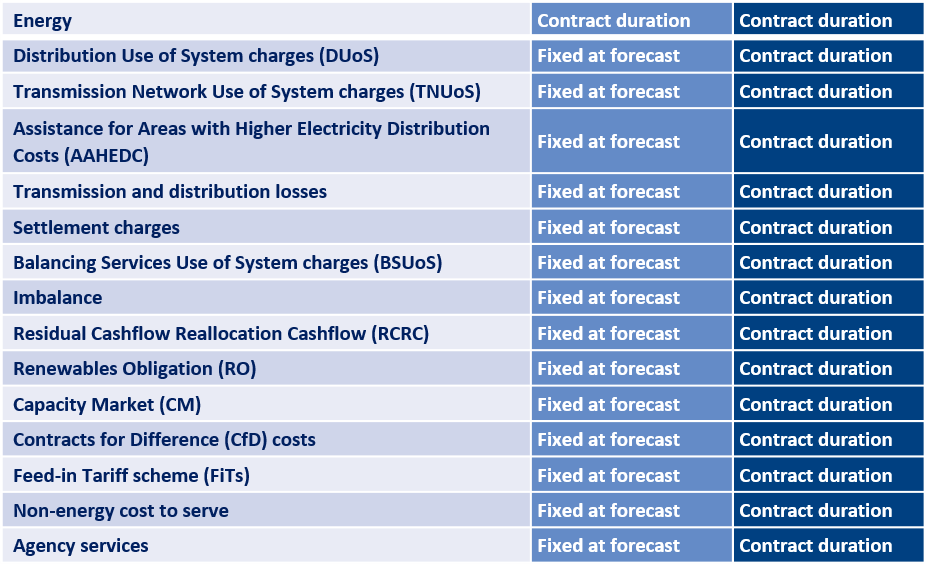 Energy Contract duration Contract duration
Distribution Use of System charges (DUoS) Fixed at forecast Contract duration
Transmission Network Use of System charges (TNUoS) Fixed at forecast Contract duration
Assistance for Areas with Higher Electricity Distribution
Costs (AAHEDC) Fixed at forecast Contract duration
Transmission and distribution losses Fixed at forecast Contract duration
Settlement charges Fixed at forecast Contract duration
Balancing Services Use of System charges (BSUoS) Fixed at forecast Contract duration
Imbalance Fixed at forecast Contract duration
Residual Cashflow Reallocation Cashflow (RCRC) Fixed at forecast Contract duration
Renewables Obligation (RO) Fixed at forecast Contract duration
Capacity Market (CM) Fixed at forecast Contract duration
Contracts for Difference (CfD) costs Fixed at forecast Contract duration
Feed-in Tariff scheme (FiTs) Fixed at forecast Contract duration
Non-energy cost to serve Fixed at forecast Contract duration
Agency services Fixed at forecast Contract duration